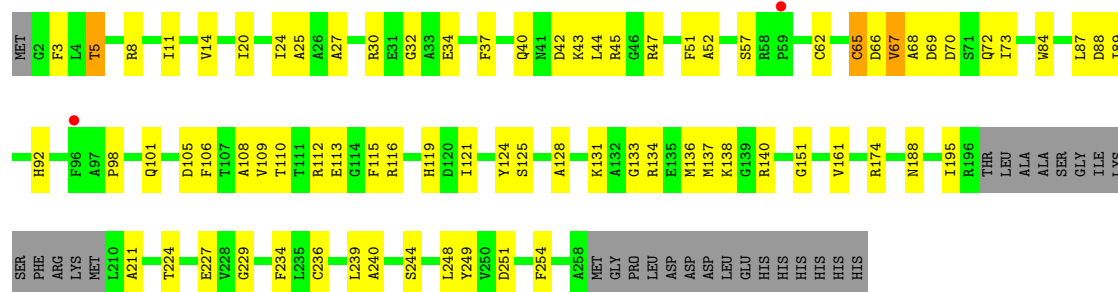 MET G2 F3 L4 T5 R8 I11 V14 I20 I24 A25 A26 A27 R30 E31 G32 A33 E34 F37 Q40 N41 D42 K43 L44 R45 G46 R47 F51 A52 S57 R58 P59 C62 C65 D66 V67 A68 D69 D70 S71 Q72 I73 W84 L87 D88 I89
H92 F96 A97 P98 Q101 D105 F106 T107 A108 V109 T110 T111 R112 E113 G114 F115 R116 H119 D120 I121 Y124 S125 A128 K131 A132 G133 R134 E135 M136 M137 K138 G139 R140 G151 V161 R174 N188 I195 R196 THR LEU ALA ALA SER GLY ILE LYS
SER PHE ARG LYS MET L210 A211 T224 E227 V228 G229 F234 L235 C236 L239 A240 S244 L248 Y249 V250 D251 F254 A258 MET GLY PRO LEU ASP ASP ASP LEU GLU HIS HIS HIS HIS HIS HIS